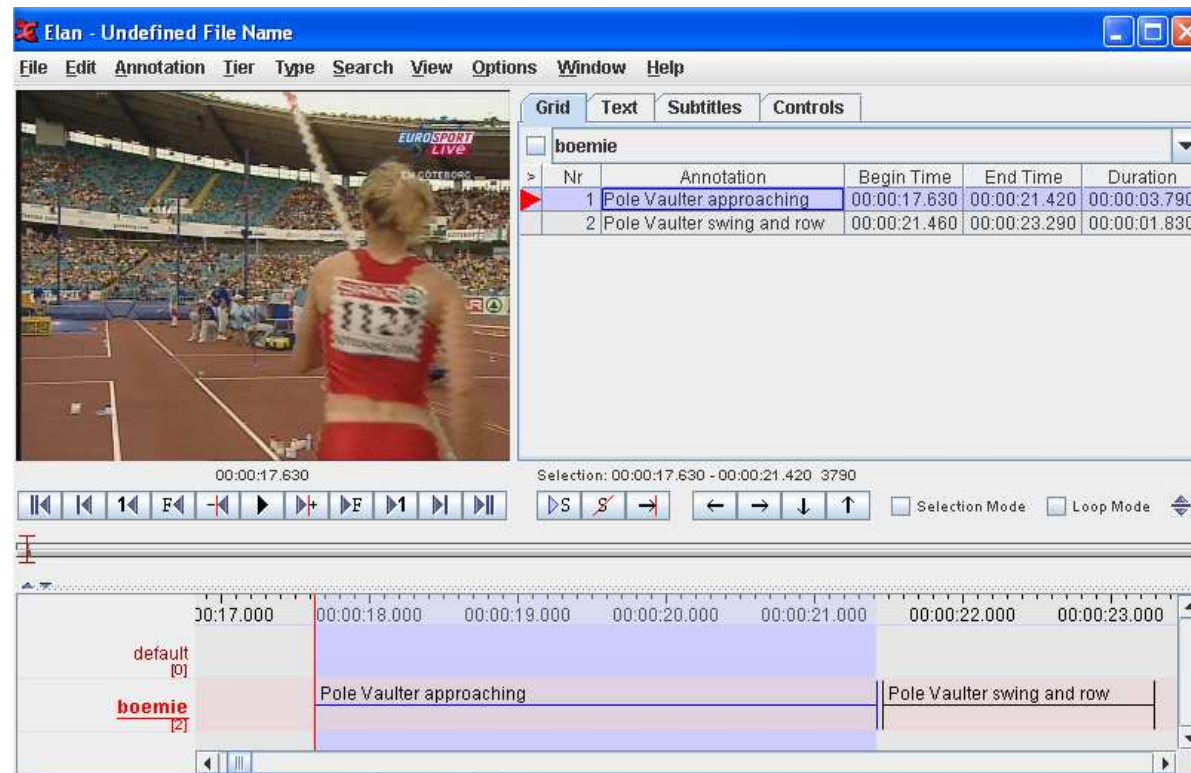 Elan - Undefined File Name
File Edit Annotation Tier Type Search View Options Window Help
EUROSPORT
LIVE
GÖTEBORG
1127
Grid Text Subtitles Controls
boemie
> Nr Annotation Begin Time End Time Duration
1 Pole Vaulter approaching 00:00:17.630 00:00:21.420 00:00:03.790
2 Pole Vaulter swing and row 00:00:21.460 00:00:23.290 00:00:01.830
00:00:17.630
Selection: 00:00:17.630 - 00:00:21.420 3790
1 F - + F 1
S S
Selection Mode Loop Mode
00:17.000 00:00:18.000 00:00:19.000 00:00:20.000 00:00:21.000 00:00:22.000 00:00:23.000
default
[0]
Pole Vaulter approaching Pole Vaulter swing and row
boemie
[2]